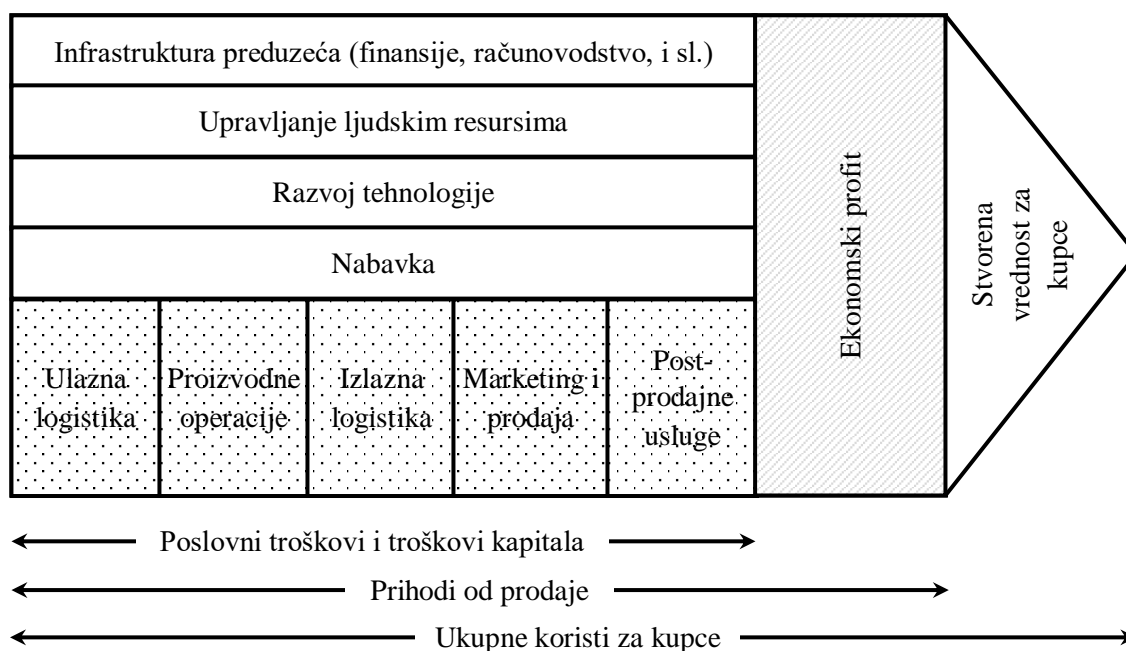 Infrastruktura preduzeća (finansije, računovodstvo, i sl.)
Upravljanje ljudskim resursima
Razvoj tehnologije
Nabavka
Ulazna
logistika
Proizvodne
operacije
Izlazna
logistika
Marketing i
prodaja
Post-
prodajne
usluge
Ekonomski profit
Stvorena
vrednost za
kupce
Poslovni troškovi i troškovi kapitala
Prihodi od prodaje
Ukupne koristi za kupce